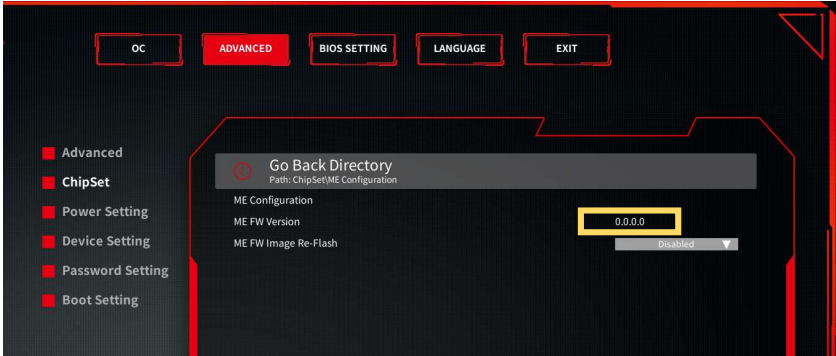 OC
ADVANCED
BIOS SETTING
LANGUAGE
EXIT
Advanced
ChipSet
Power Setting
Device Setting
Password Setting
Boot Setting
Go Back Directory
Path: ChipSet\ME Configuration
ME Configuration
ME FW Version 0.0.0.0
ME FW Image Re-Flash Disabled